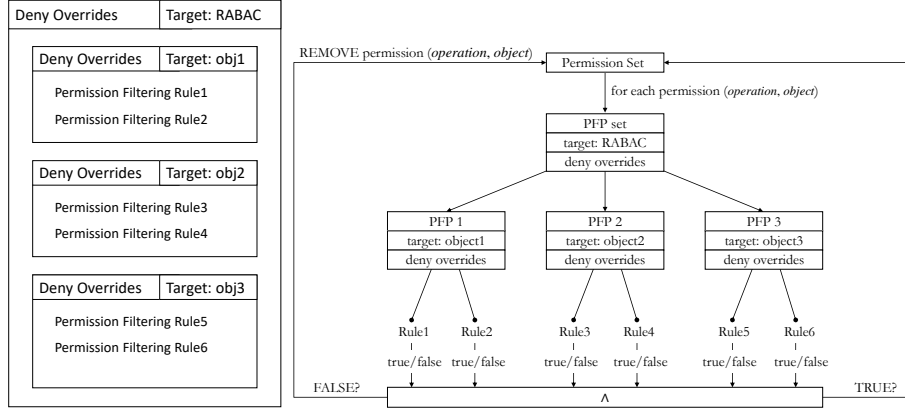 Deny Overrides Target: RABAC
Deny Overrides Target: obj1
Permission Filtering Rule1
Permission Filtering Rule2
Deny Overrides Target: obj2
Permission Filtering Rule3
Permission Filtering Rule4
Deny Overrides Target: obj3
Permission Filtering Rule5
Permission Filtering Rule6
REMOVE permission (operation, object)
Permission Set
for each permission (operation, object)
PFP set
target: RABAC
deny overrides
PFP 1 PFP 2 PFP 3
target: object1 target: object2 target: object3
deny overrides deny overrides deny overrides
Rule1 Rule2 Rule3 Rule4 Rule5 Rule6
true/false true/false true/false true/false true/false true/false
FALSE? TRUE?
∧